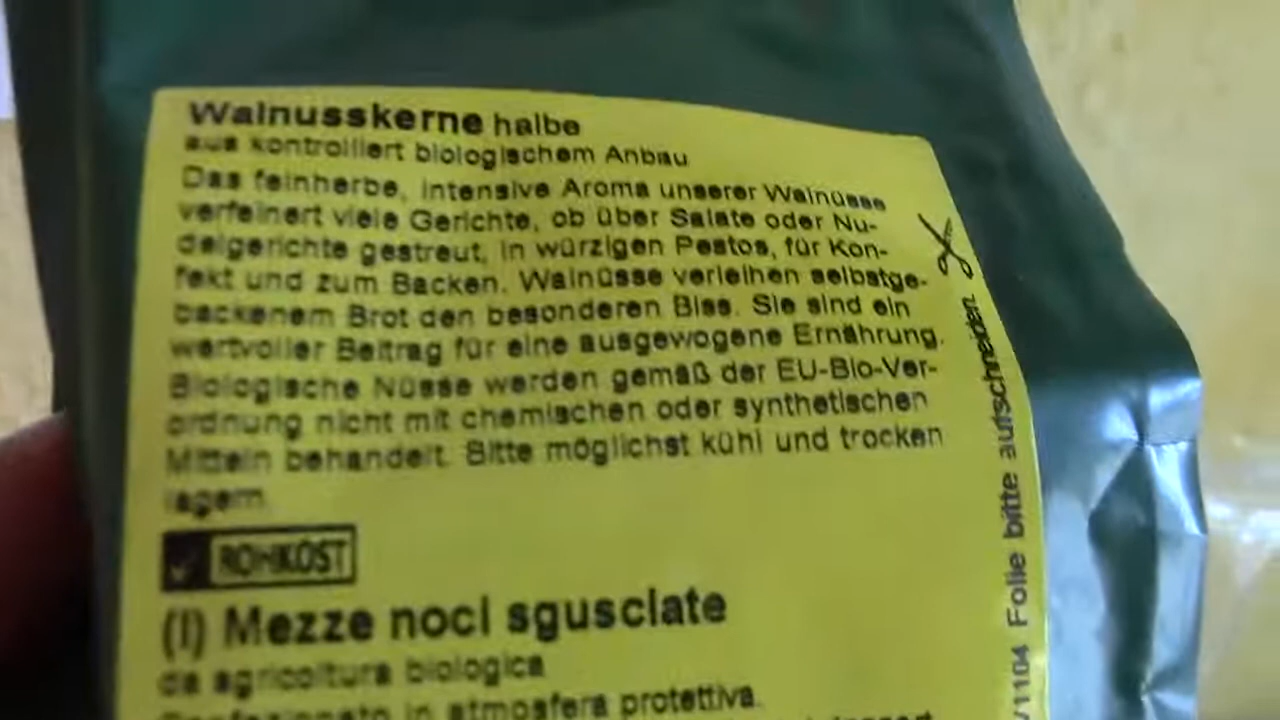 Walnusskerne halbe
aus kontrolliert biologischem Anbau
Das feinherbe, intensive Aroma unserer Walnüsse
verfeinert viele Gerichte, ob über Salate oder Nu-
delgerichte gestreut, in würzigen Pestos, für Kon-
fekt und zum Backen. Walnüsse verleihen selbstge-
backenem Brot den besonderen Biss. Sie sind ein
wertvoller Beitrag für eine ausgewogene Ernährung.
Biologische Nüsse werden gemäß der EU-Bio-Ver-
ordnung nicht mit chemischen oder synthetischen
Mitteln behandelt. Bitte möglichst kühl und trocken
lagern.
ROHKOST
(I) Mezze noci sgusciate
da agricoltura biologica
Confezionato in atmosfera protettiva.
V1104 Folie bitte aufschneiden